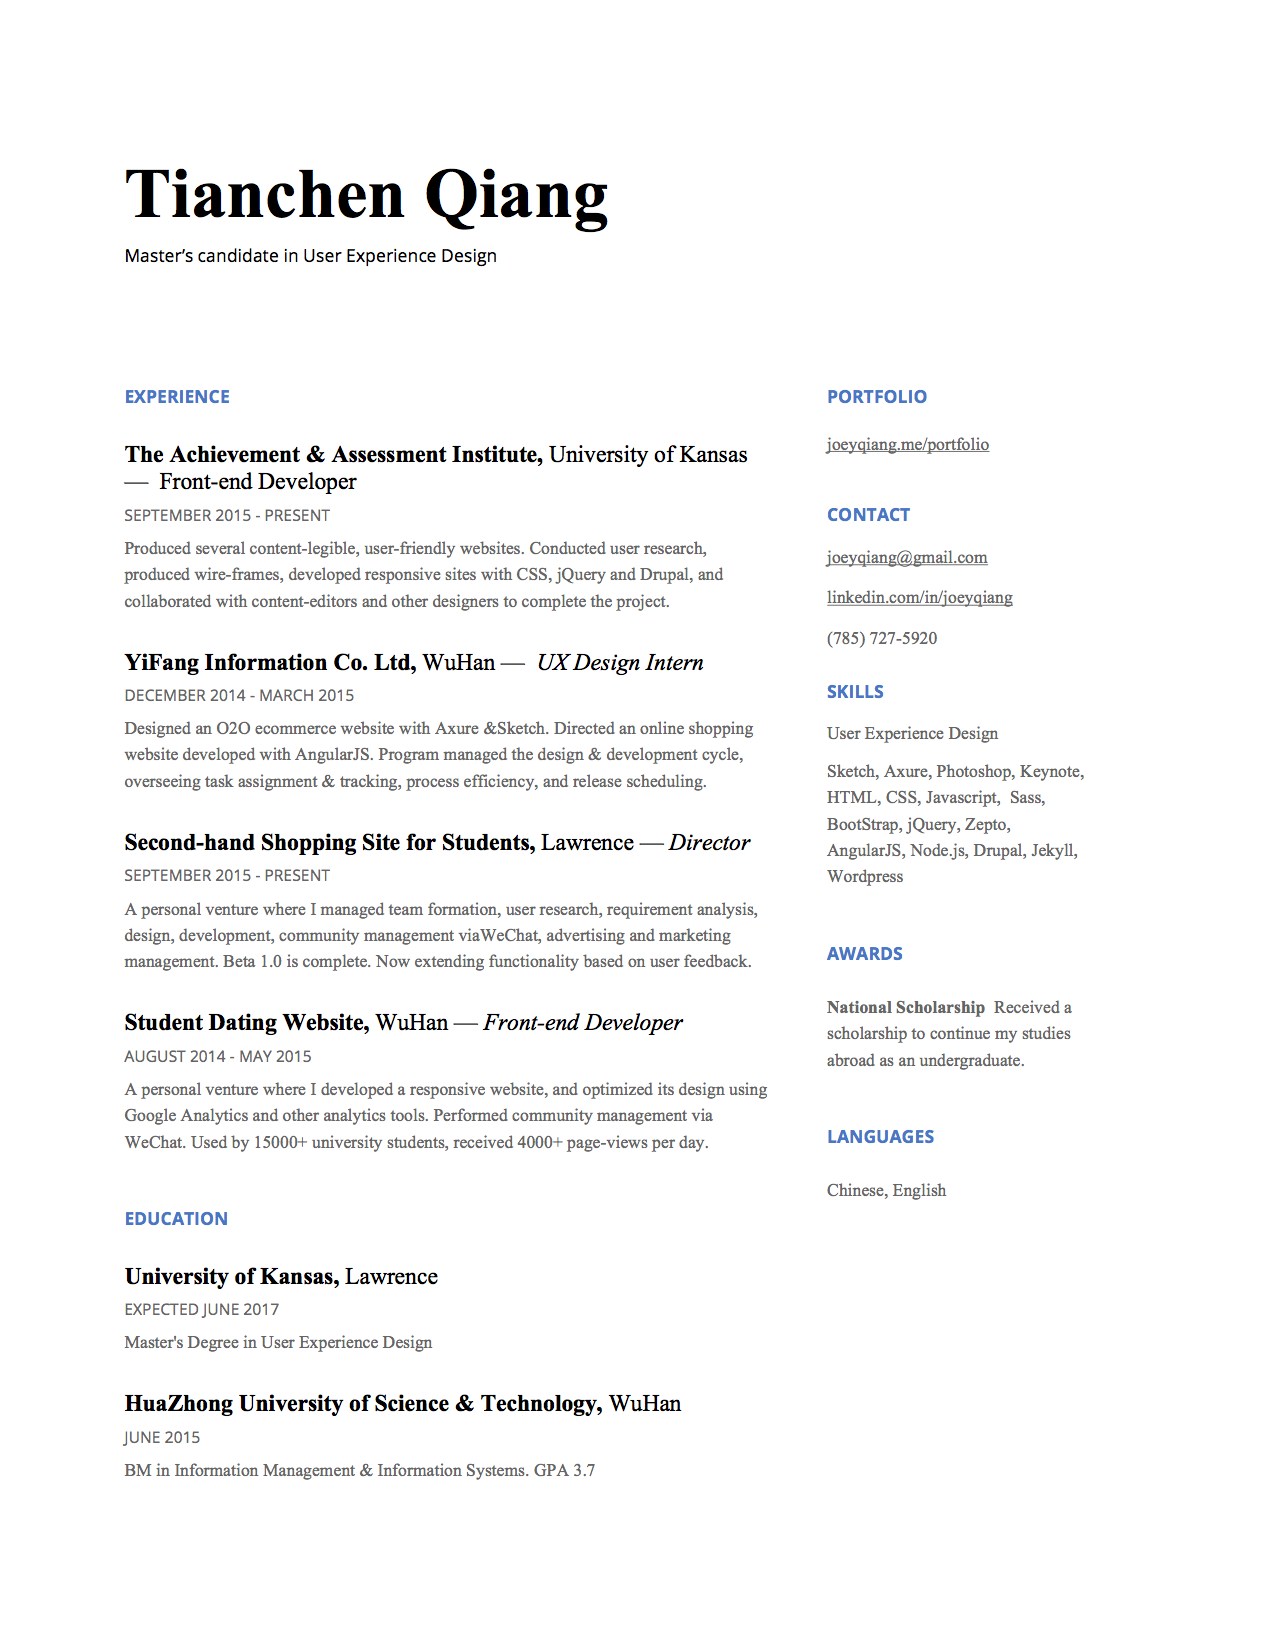 Tianchen Qiang
Master’s candidate in User Experience Design
EXPERIENCE
The Achievement & Assessment Institute, University of Kansas
— Front-end Developer
SEPTEMBER 2015 - PRESENT
Produced several content-legible, user-friendly websites. Conducted user research,
produced wire-frames, developed responsive sites with CSS, jQuery and Drupal, and
collaborated with content-editors and other designers to complete the project.
YiFang Information Co. Ltd, WuHan — UX Design Intern
DECEMBER 2014 - MARCH 2015
Designed an O2O ecommerce website with Axure &Sketch. Directed an online shopping
website developed with AngularJS. Program managed the design & development cycle,
overseeing task assignment & tracking, process efficiency, and release scheduling.
Second-hand Shopping Site for Students, Lawrence — Director
SEPTEMBER 2015 - PRESENT
A personal venture where I managed team formation, user research, requirement analysis,
design, development, community management viaWeChat, advertising and marketing
management. Beta 1.0 is complete. Now extending functionality based on user feedback.
Student Dating Website, WuHan — Front-end Developer
AUGUST 2014 - MAY 2015
A personal venture where I developed a responsive website, and optimized its design using
Google Analytics and other analytics tools. Performed community management via
WeChat. Used by 15000+ university students, received 4000+ page-views per day.
EDUCATION
University of Kansas, Lawrence
EXPECTED JUNE 2017
Master's Degree in User Experience Design
HuaZhong University of Science & Technology, WuHan
JUNE 2015
BM in Information Management & Information Systems. GPA 3.7
PORTFOLIO
joeyqiang.me/portfolio
CONTACT
joeyqiang@gmail.com
linkedin.com/in/joeyqiang
(785) 727-5920
SKILLS
User Experience Design
Sketch, Axure, Photoshop, Keynote,
HTML, CSS, Javascript, Sass,
BootStrap, jQuery, Zepto,
AngularJS, Node.js, Drupal, Jekyll,
Wordpress
AWARDS
National Scholarship Received a
scholarship to continue my studies
abroad as an undergraduate.
LANGUAGES
Chinese, English